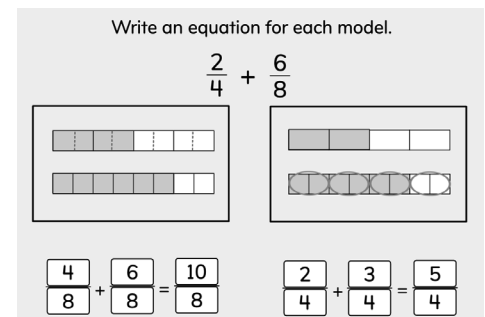 Write an equation for each model.
2/4 + 6/8
4/8 + 6/8 = 10/8
2/4 + 3/4 = 5/4